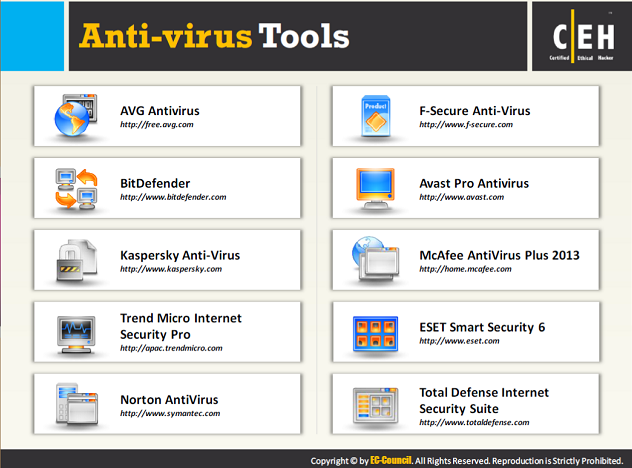 Anti-virus Tools
CEH
Certified Ethical Hacker
AVG Antivirus
http://free.avg.com
BitDefender
http://www.bitdefender.com
Kaspersky Anti-Virus
http://www.kaspersky.com
Trend Micro Internet
Security Pro
http://apac.trendmicro.com
Norton AntiVirus
http://www.symantec.com
Product
F-Secure Anti-Virus
http://www.f-secure.com
Avast Pro Antivirus
http://www.avast.com
McAfee AntiVirus Plus 2013
http://home.mcafee.com
ESET Smart Security 6
http://www.eset.com
Total Defense Internet
Security Suite
http://www.totaldefense.com
Copyright © by EC-Council. All Rights Reserved. Reproduction is Strictly Prohibited.